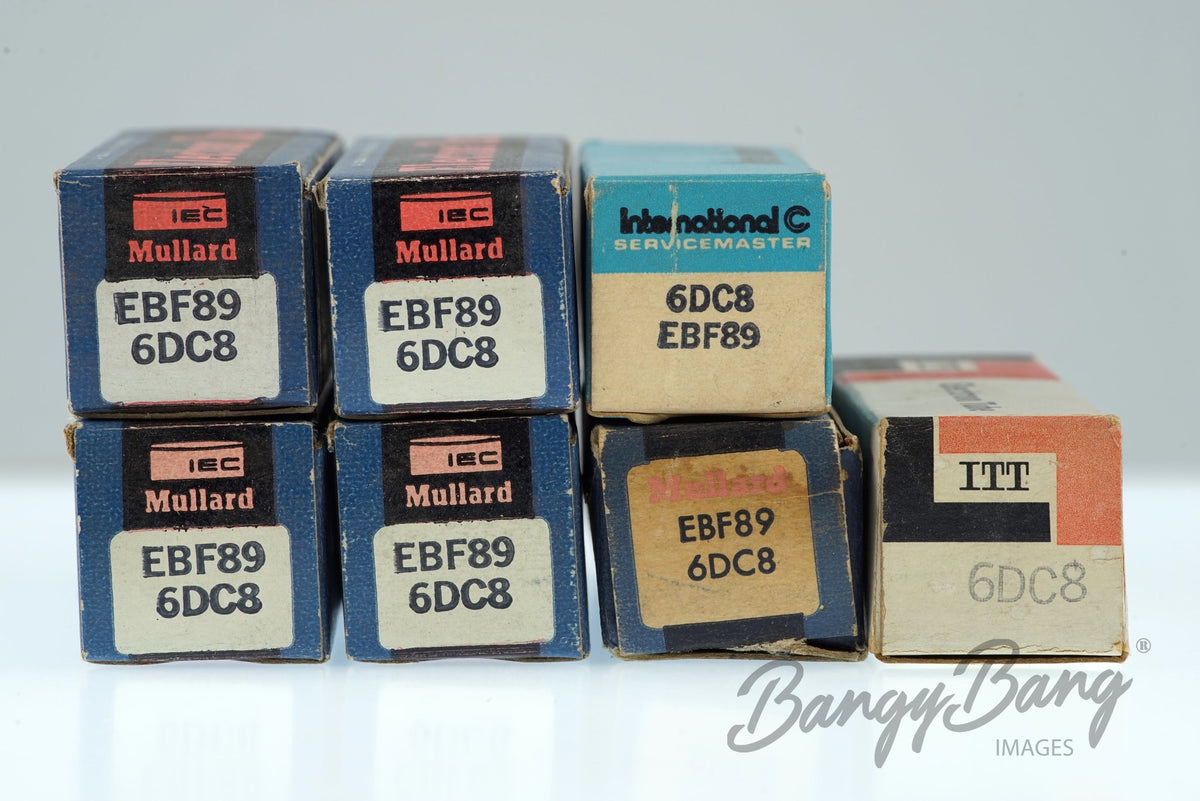 IEC
Mullard
EBF89
6DC8
IEC
Mullard
EBF89
6DC8
International C
SERVICEMASTER
6DC8
EBF89
IEC
Mullard
EBF89
6DC8
IEC
Mullard
EBF89
6DC8
Mullard
EBF89
6DC8
ITT
6DC8
BangyBang®
IMAGES